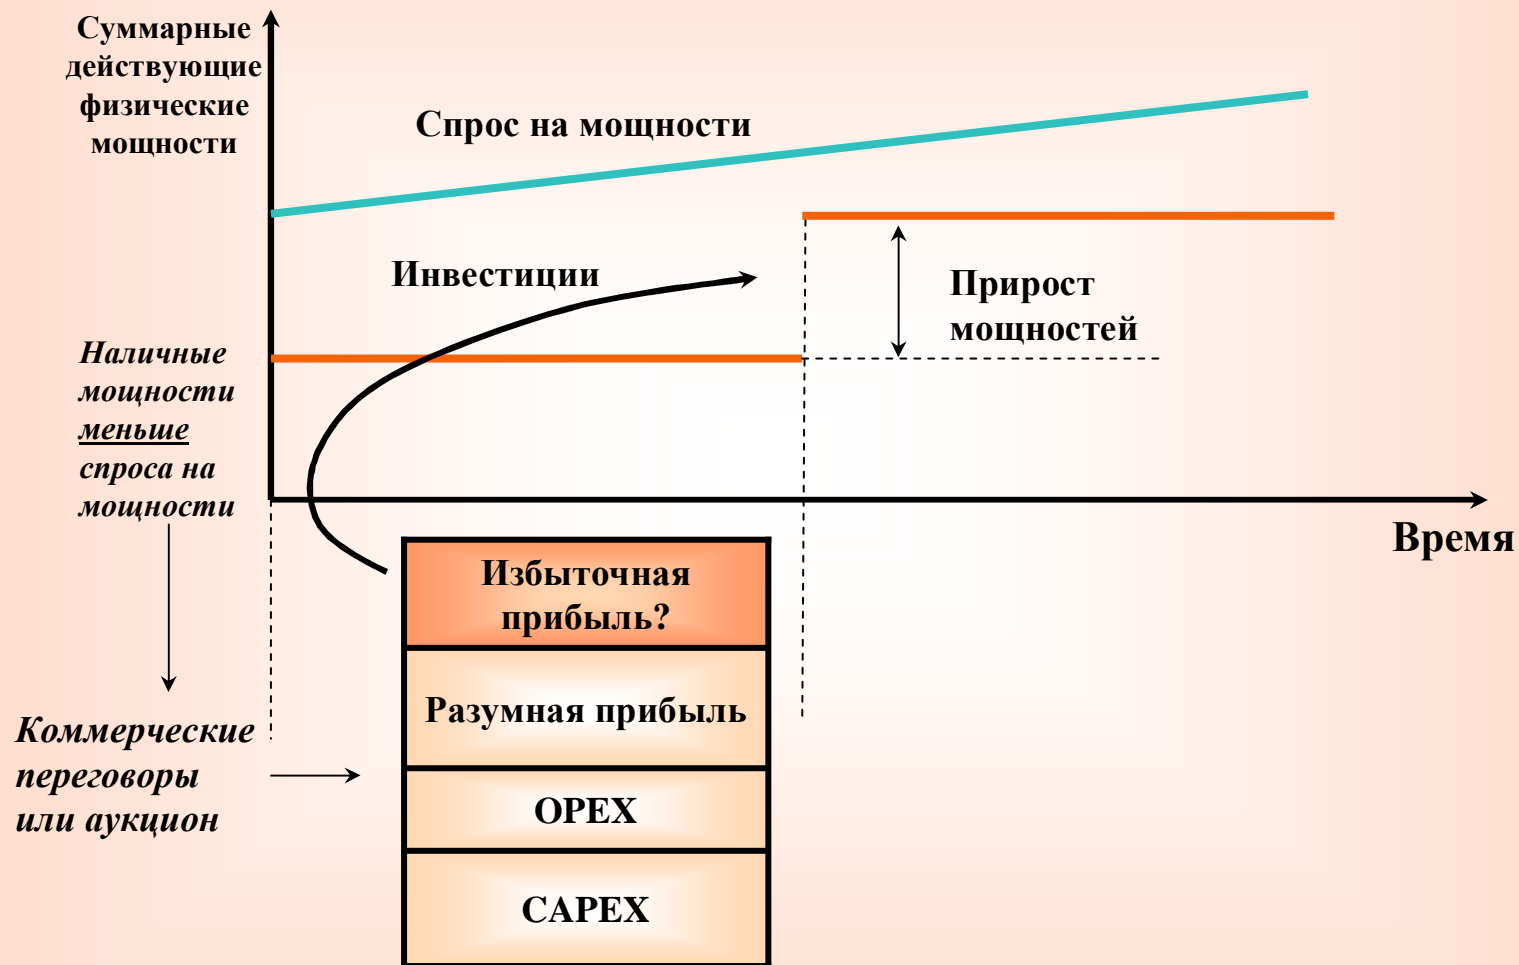 Суммарные
действующие
физические
мощности
Спрос на мощности
Инвестиции
Прирост
мощностей
Наличные
мощности
меньше
спроса на
мощности
Время
Избыточная
прибыль?
Разумная прибыль
OPEX
CAPEX
Коммерческие
переговоры
или аукцион